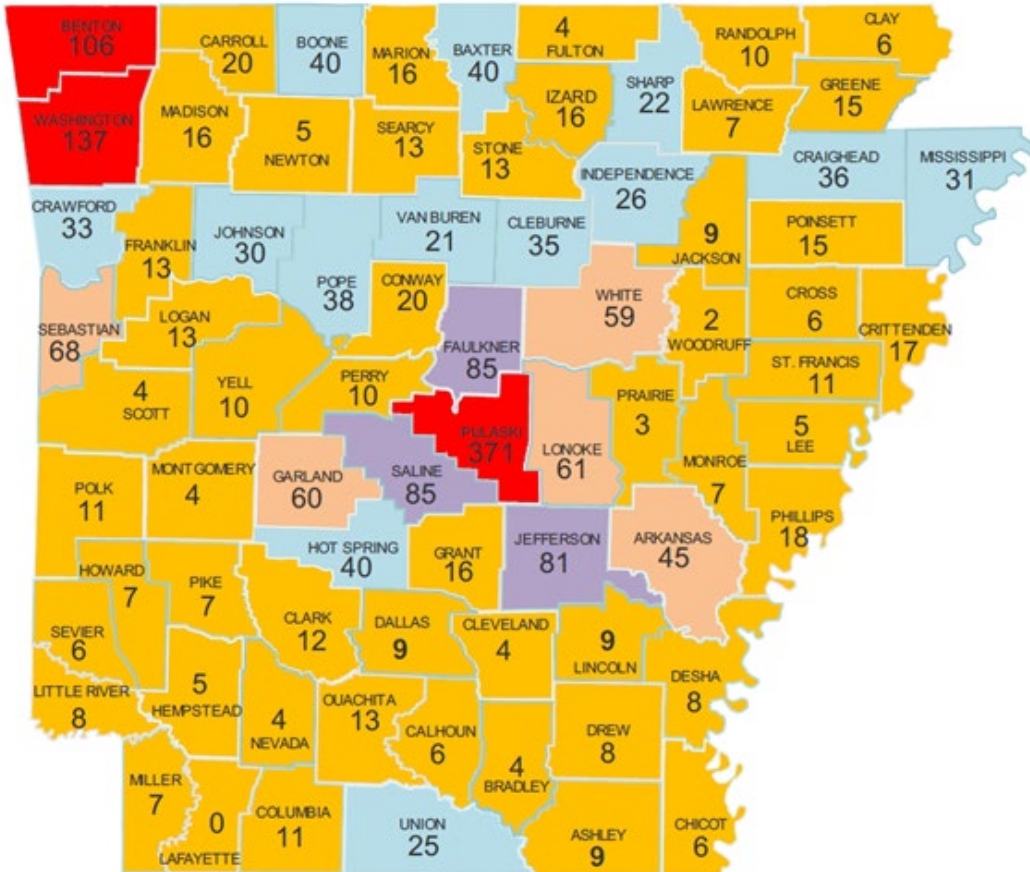 BENTON
106
CARROLL
20
BOONE
40
MARION
16
BAXTER
40
4
FULTON
RANDOLPH
10
CLAY
6
WASHINGTON
137
MADISON
16
5
NEWTON
SEARCY
13
STONE
13
IZARD
16
SHARP
22
LAWRENCE
7
GREENE
15
CRAWFORD
33
FRANKLIN
13
JOHNSON
30
POPE
38
VAN BUREN
21
CLEBURNE
35
INDEPENDENCE
26
9
JACKSON
CRAIGHEAD
36
MISSISSIPPI
31
POINSETT
15
SEBASTIAN
68
LOGAN
13
CONWAY
20
FAULKNER
85
WHITE
59
2
WOODRUFF
CROSS
6
CRITTENDEN
17
4
SCOTT
YELL
10
PERRY
10
PULASKI
371
LONOKE
61
PRAIRIE
3
ST. FRANCIS
11
5
LEE
POLK
11
MONTGOMERY
4
GARLAND
60
SALINE
85
MONROE
7
PHILLIPS
18
HOT SPRING
40
GRANT
16
JEFFERSON
81
ARKANSAS
45
HOWARD
7
PIKE
7
CLARK
12
DALLAS
9
CLEVELAND
4
9
LINCOLN
DESHA
8
SEVIER
6
LITTLE RIVER
8
5
HEMPSTEAD
4
NEVADA
OUACHITA
13
CALHOUN
6
4
BRADLEY
DREW
8
MILLER
7
0
LAFAYETTE
COLUMBIA
11
UNION
25
ASHLEY
9
CHICOT
6